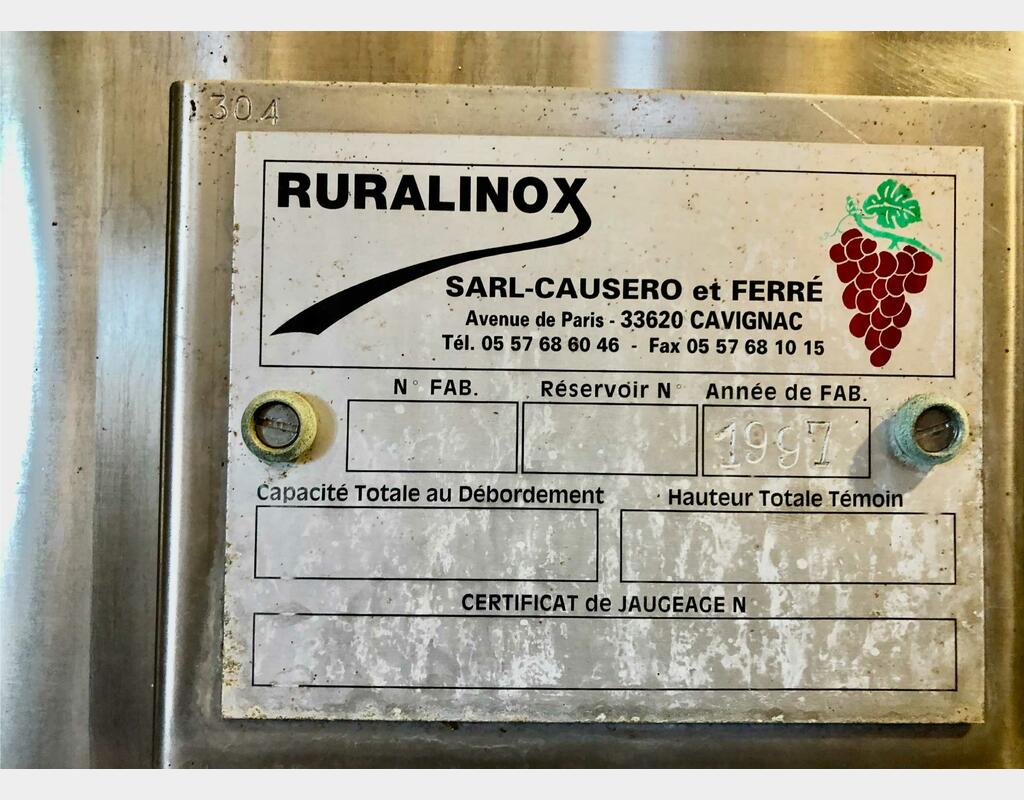 304
RURALINOX
SARL-CAUSERO et FERRÉ
Avenue de Paris - 33620 CAVIGNAC
Tél. 05 57 68 60 46 - Fax 05 57 68 10 15
N° FAB. Réservoir N° Année de FAB.
1997
Capacité Totale au Débordement Hauteur Totale Témoin
CERTIFICAT de JAUGEAGE N